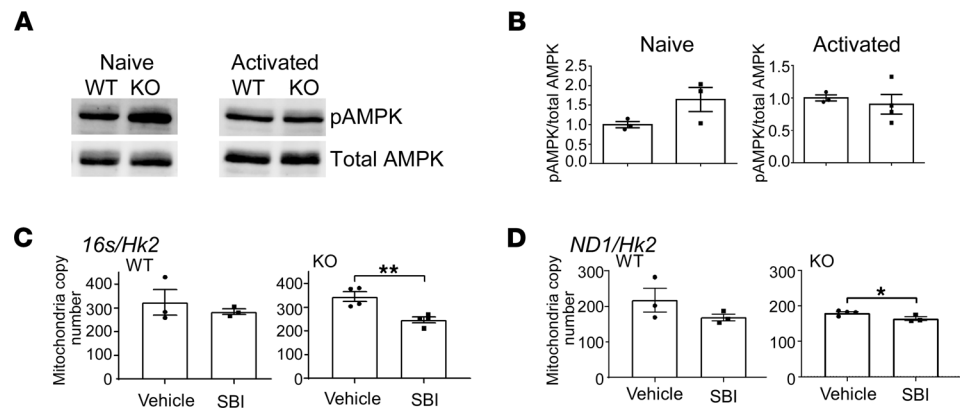 A
Naive
Activated
WT KO
WT KO
pAMPK
Total AMPK
B
Naive
Activated
pAMPK/total AMPK
2.5
2.0
1.5
1.0
0.5
0.0
pAMPK/total AMPK
1.5
1.0
0.5
0.0
C
16s/Hk2
WT
KO
Mitochondria copy
number
400
300
200
100
0
Vehicle SBI
**
400
300
200
100
0
Vehicle SBI
D
ND1/Hk2
WT
KO
Mitochondria copy
number
300
200
100
0
Vehicle SBI
*
300
200
100
0
Vehicle SBI